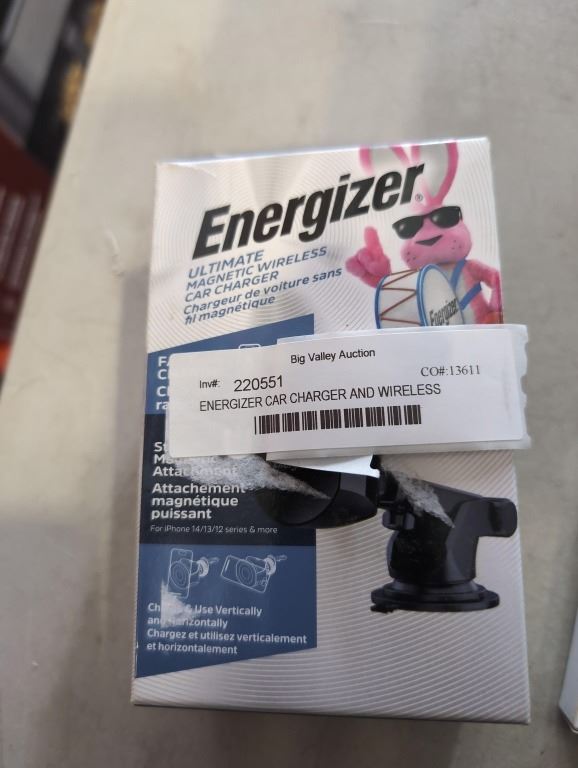 Energizer
ULTIMATE
MAGNETIC WIRELESS
CAR CHARGER
Chargeur de voiture sans
fil magnétique
Energizer
Big Valley Auction
Inv#: 220551 CO#:13611
ENERGIZER CAR CHARGER AND WIRELESS
Attachment
Attachement
magnétique
puissant
For iPhone 14/13/12 series & more
& Use Vertically
Chargez et utilisez verticalement
et horizontalement